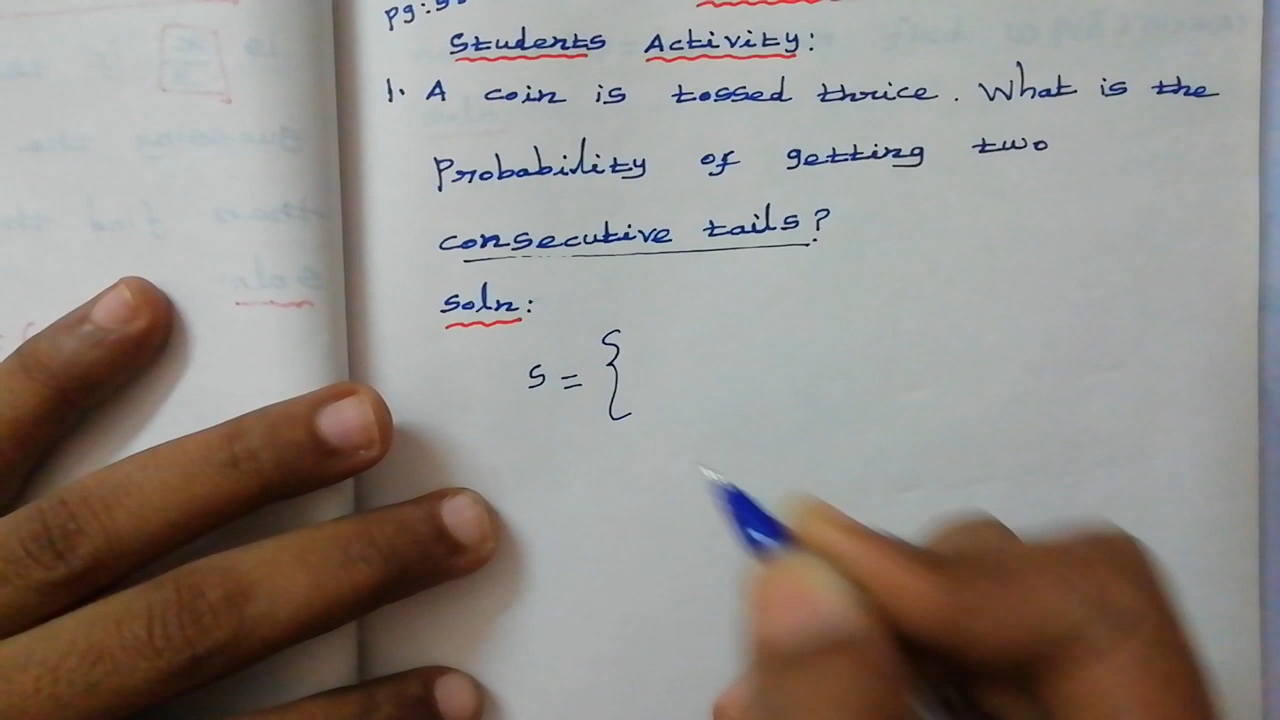 Students Activity:
1. A coin is tossed thrice. What is the
Probability of getting two
consecutive tails?
Soln:
S = {